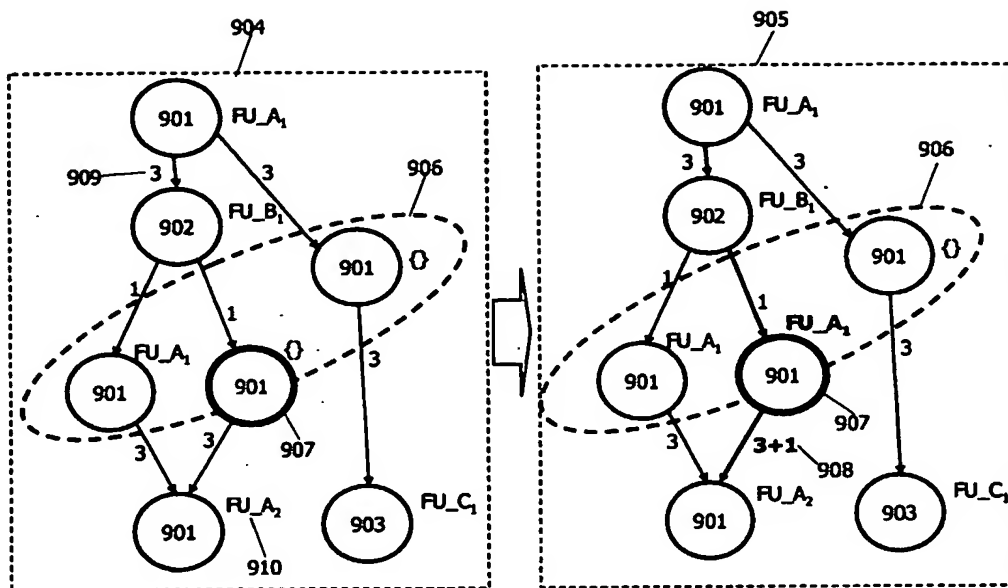 904
901 FU_A₁
909 3 3
906
902 FU_B₁
901 {}
1 1
FU_A₁ {} 3
901 901
907
3 3
FU_A₂ FU_C₁
901 903
910
905
901 FU_A₁
3 3
906
902 FU_B₁
901 {}
1 1
FU_A₁ FU_A₁ 3
901 901
907
3 3+1 908
FU_A₂ FU_C₁
901 903